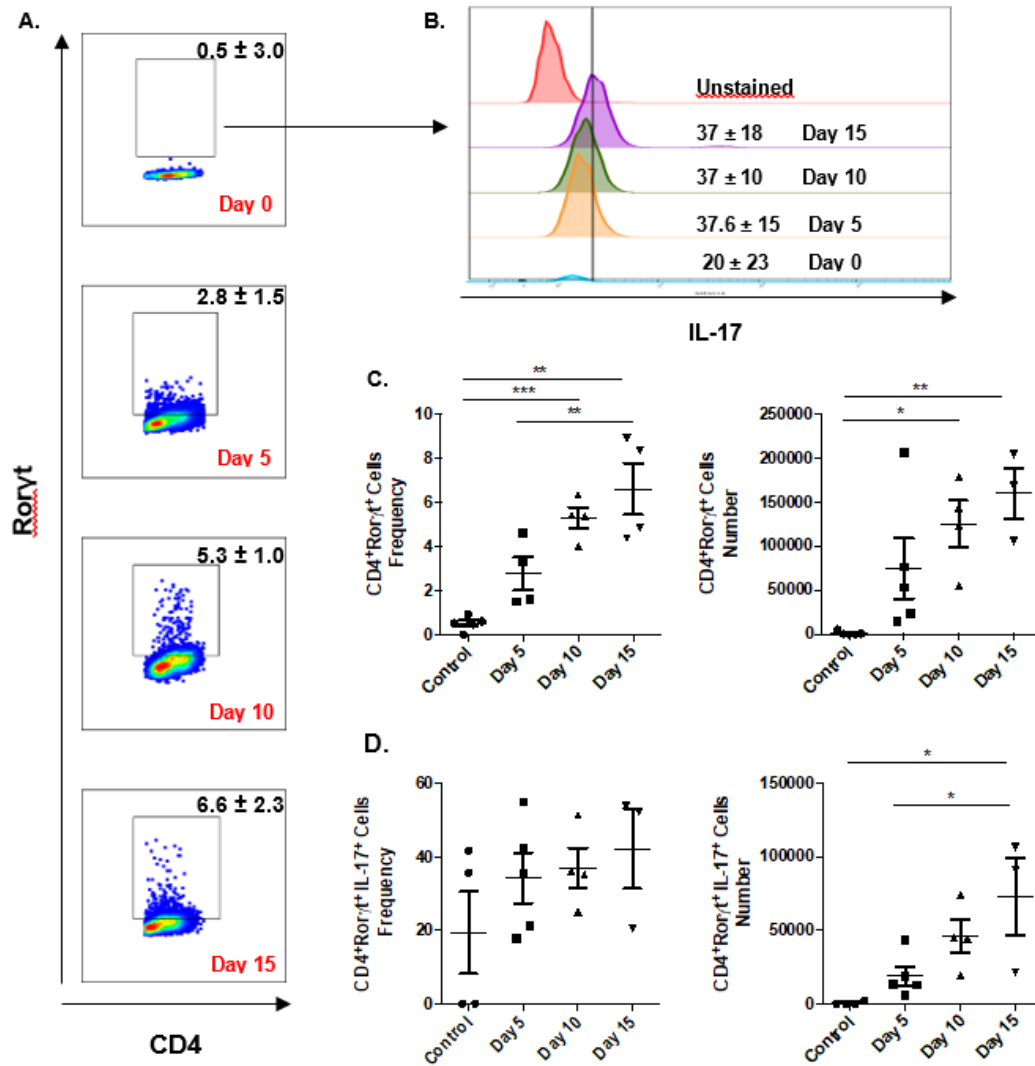 A.
0.5 ± 3.0
Day 0
2.8 ± 1.5
Day 5
5.3 ± 1.0
Day 10
6.6 ± 2.3
Day 15
Rorγt
CD4
B.
Unstained
37 ± 18 Day 15
37 ± 10 Day 10
37.6 ± 15 Day 5
20 ± 23 Day 0
IL-17
C.
**
***
**
10
8
6
4
2
0
CD4⁺Rorγt⁺ Cells
Frequency
Control
Day 5
Day 10
Day 15
**
*
250000
200000
150000
100000
50000
0
CD4⁺Rorγt⁺ Cells
Number
Control
Day 5
Day 10
Day 15
D.
60
40
20
0
CD4⁺Rorγt⁺ IL-17⁺ Cells
Frequency
Control
Day 5
Day 10
Day 15
*
*
150000
100000
50000
0
CD4⁺Rorγt⁺ IL-17⁺ Cells
Number
Control
Day 5
Day 10
Day 15